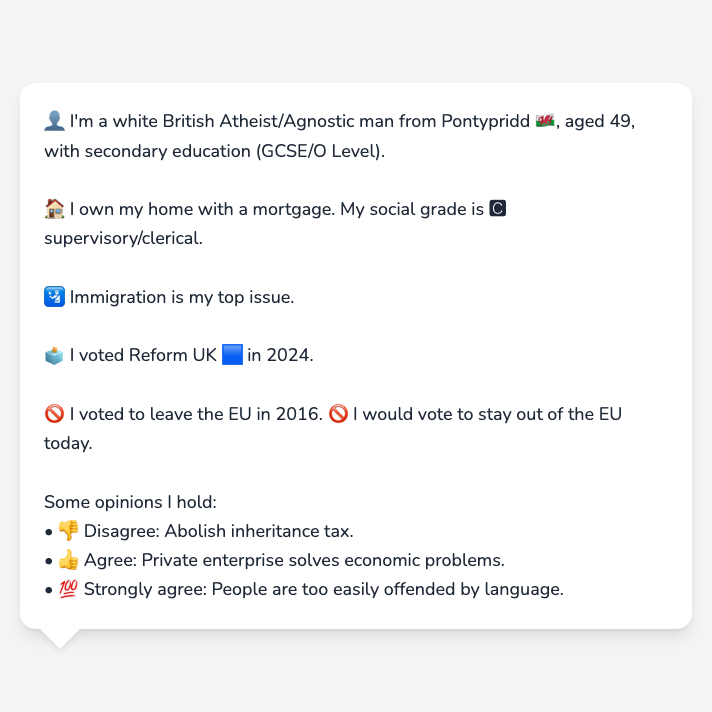 👤 I'm a white British Atheist/Agnostic man from Pontypridd 🏴󠁧󠁢󠁷󠁬󠁳󠁿, aged 49,
with secondary education (GCSE/O Level).
🏠 I own my home with a mortgage. My social grade is 🅲
supervisory/clerical.
🛂 Immigration is my top issue.
🗳️ I voted Reform UK 🟦 in 2024.
🚫 I voted to leave the EU in 2016. 🚫 I would vote to stay out of the EU
today.
Some opinions I hold:
• 👎 Disagree: Abolish inheritance tax.
• 👍 Agree: Private enterprise solves economic problems.
• 💯 Strongly agree: People are too easily offended by language.